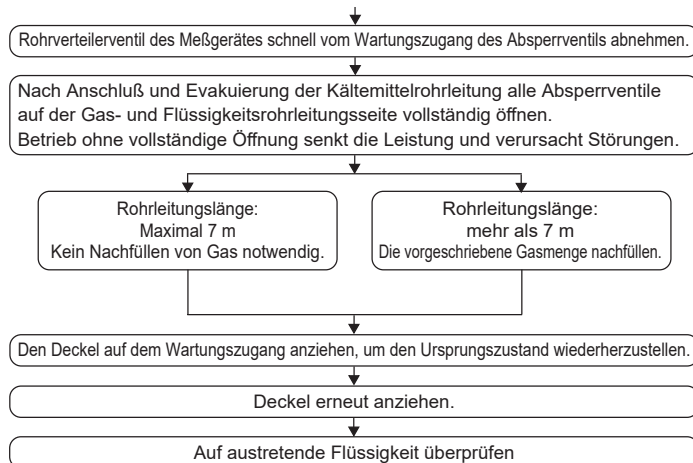 Rohrverteilerventil des Meßgerätes schnell vom Wartungszugang des Absperrventils abnehmen.
Nach Anschluß und Evakuierung der Kältemittelrohrleitung alle Absperrventile
auf der Gas- und Flüssigkeitsrohrleitungsseite vollständig öffnen.
Betrieb ohne vollständige Öffnung senkt die Leistung und verursacht Störungen.
Rohrleitungslänge:
Maximal 7 m
Kein Nachfüllen von Gas notwendig.
Rohrleitungslänge:
mehr als 7 m
Die vorgeschriebene Gasmenge nachfüllen.
Den Deckel auf dem Wartungszugang anziehen, um den Ursprungszustand wiederherzustellen.
Deckel erneut anziehen.
Auf austretende Flüssigkeit überprüfen